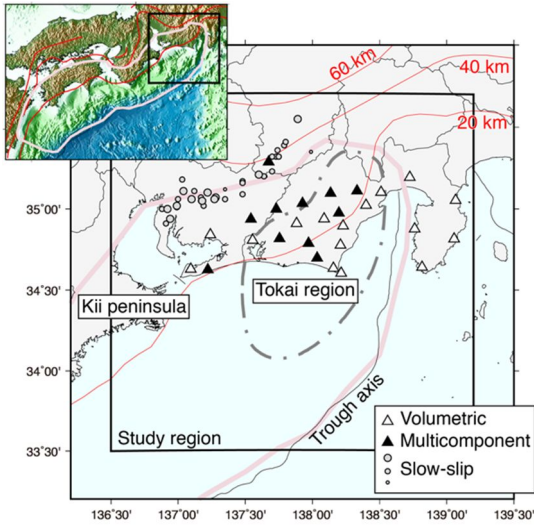 60 km
40 km
20 km
35˚00'
34˚30'
34˚00'
33˚30'
Kii peninsula
Tokai region
Trough axis
Study region
Volumetric
Multicomponent
Slow-slip
136˚30'
137˚00'
137˚30'
138˚00'
138˚30'
139˚00'
139˚30'